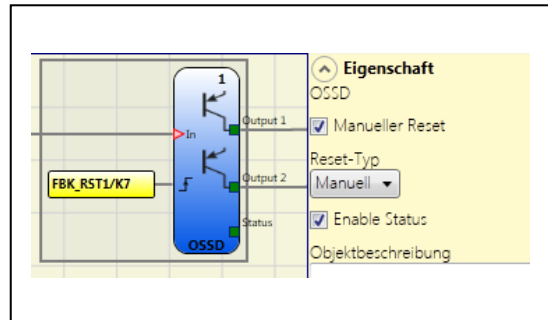 1
In
Output 1
Output 2
FBK_RST1/K7
Status
OSSD
Eigenschaft
OSSD
Manueller Reset
Reset-Typ
Manuell
Enable Status
Objektbeschreibung